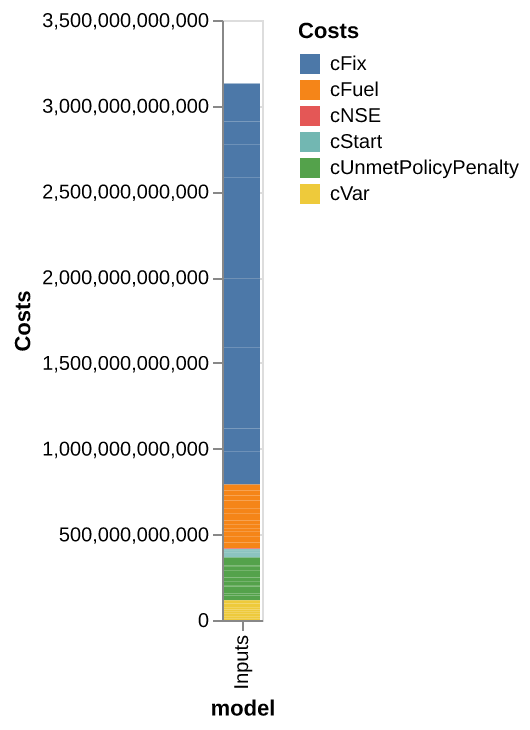 3,500,000,000,000
3,000,000,000,000
2,500,000,000,000
2,000,000,000,000
1,500,000,000,000
1,000,000,000,000
500,000,000,000
0
Costs
Inputs
model
Costs
cFix
cFuel
cNSE
cStart
cUnmetPolicyPenalty
cVar